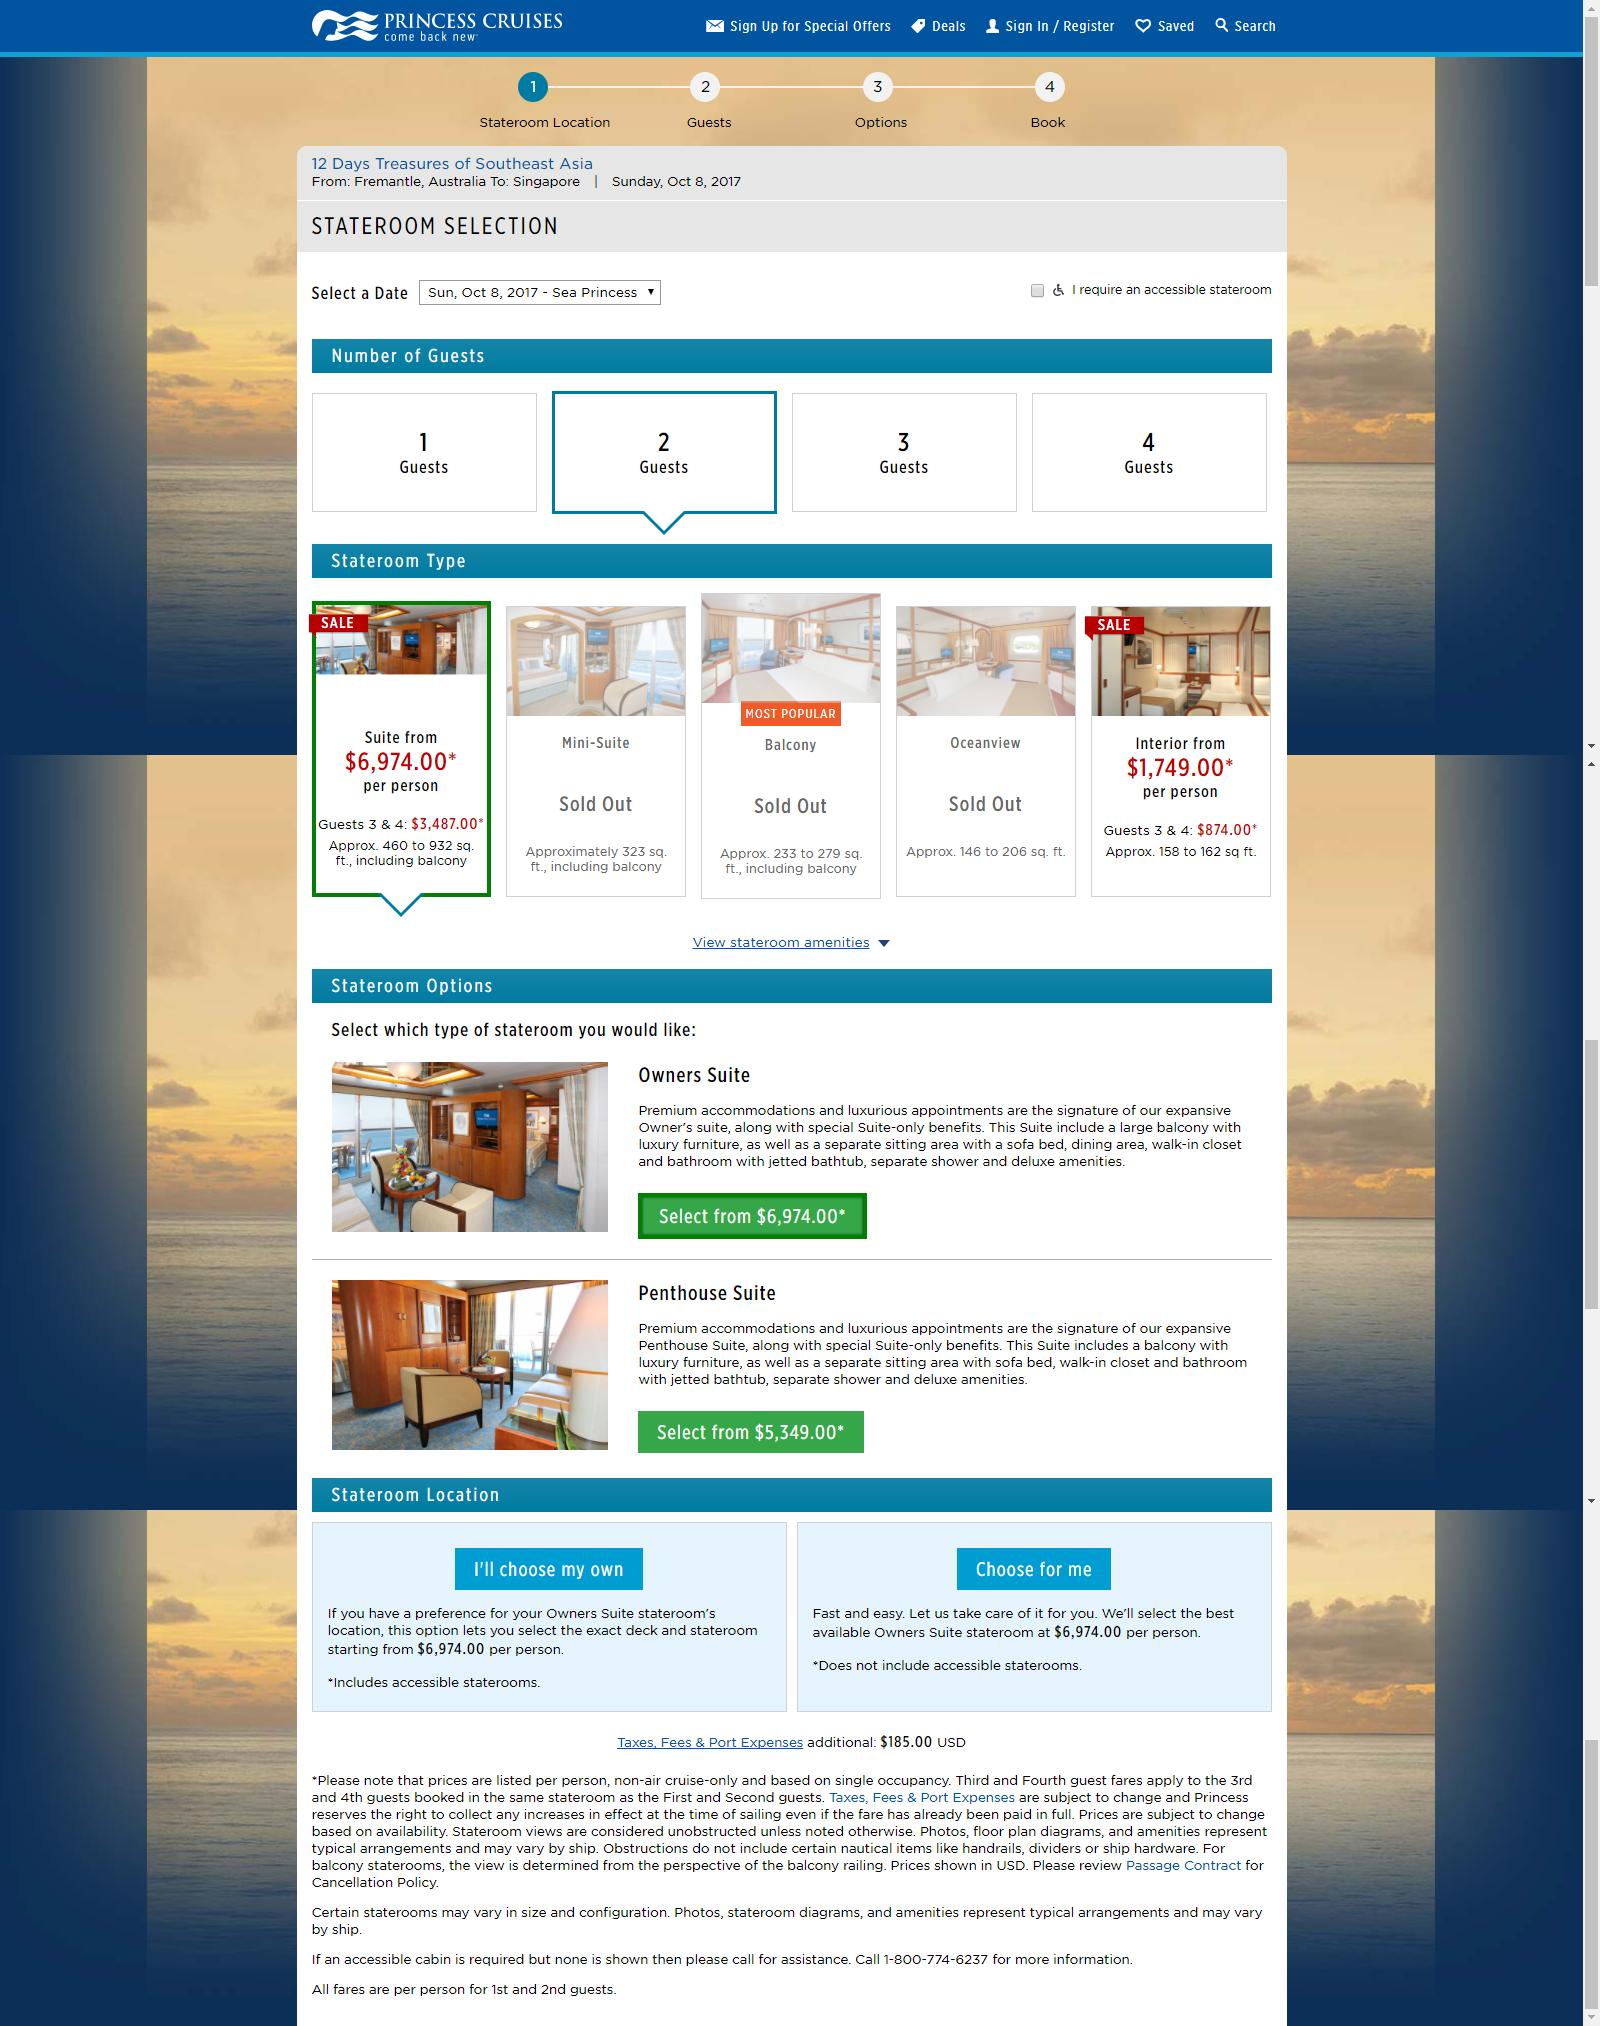 PRINCESS CRUISES
come back new
Sign Up for Special Offers
Deals
Sign In / Register
Saved
Search
1
2
3
4
Stateroom Location
Guests
Options
Book
12 Days Treasures of Southeast Asia
From: Fremantle, Australia To: Singapore | Sunday, Oct 8, 2017
STATEROOM SELECTION
Select a Date
Sun, Oct 8, 2017 - Sea Princess
I require an accessible stateroom
Number of Guests
1
Guests
2
Guests
3
Guests
4
Guests
Stateroom Type
SALE
Suite from
$6,974.00*
per person
Guests 3 & 4: $3,487.00*
Approx. 460 to 932 sq.
ft., including balcony
Mini-Suite
Sold Out
Approximately 323 sq.
ft., including balcony
MOST POPULAR
Balcony
Sold Out
Approx. 233 to 279 sq.
ft., including balcony
Oceanview
Sold Out
Approx. 146 to 206 sq. ft.
SALE
Interior from
$1,749.00*
per person
Guests 3 & 4: $874.00*
Approx. 158 to 162 sq ft.
View stateroom amenities
Stateroom Options
Select which type of stateroom you would like:
Owners Suite
Premium accommodations and luxurious appointments are the signature of our expansive
Owner's suite, along with special Suite-only benefits. This Suite include a large balcony with
luxury furniture, as well as a separate sitting area with a sofa bed, dining area, walk-in closet
and bathroom with jetted bathtub, separate shower and deluxe amenities.
Select from $6,974.00*
Penthouse Suite
Premium accommodations and luxurious appointments are the signature of our expansive
Penthouse Suite, along with special Suite-only benefits. This Suite includes a balcony with
luxury furniture, as well as a separate sitting area with sofa bed, walk-in closet and bathroom
with jetted bathtub, separate shower and deluxe amenities.
Select from $5,349.00*
Stateroom Location
I'll choose my own
If you have a preference for your Owners Suite stateroom's
location, this option lets you select the exact deck and stateroom
starting from $6,974.00 per person.
*Includes accessible staterooms.
Choose for me
Fast and easy. Let us take care of it for you. We'll select the best
available Owners Suite stateroom at $6,974.00 per person.
*Does not include accessible staterooms.
Taxes, Fees & Port Expenses additional: $185.00 USD
*Please note that prices are listed per person, non-air cruise-only and based on single occupancy. Third and Fourth guest fares apply to the 3rd
and 4th guests booked in the same stateroom as the First and Second guests. Taxes, Fees & Port Expenses are subject to change and Princess
reserves the right to collect any increases in effect at the time of sailing even if the fare has already been paid in full. Prices are subject to change
based on availability. Stateroom views are considered unobstructed unless noted otherwise. Photos, floor plan diagrams, and amenities represent
typical arrangements and may vary by ship. Obstructions do not include certain nautical items like handrails, dividers or ship hardware. For
balcony staterooms, the view is determined from the perspective of the balcony railing. Prices shown in USD. Please review Passage Contract for
Cancellation Policy.
Certain staterooms may vary in size and configuration. Photos, stateroom diagrams, and amenities represent typical arrangements and may vary
by ship.
If an accessible cabin is required but none is shown then please call for assistance. Call 1-800-774-6237 for more information.
All fares are per person for 1st and 2nd guests.